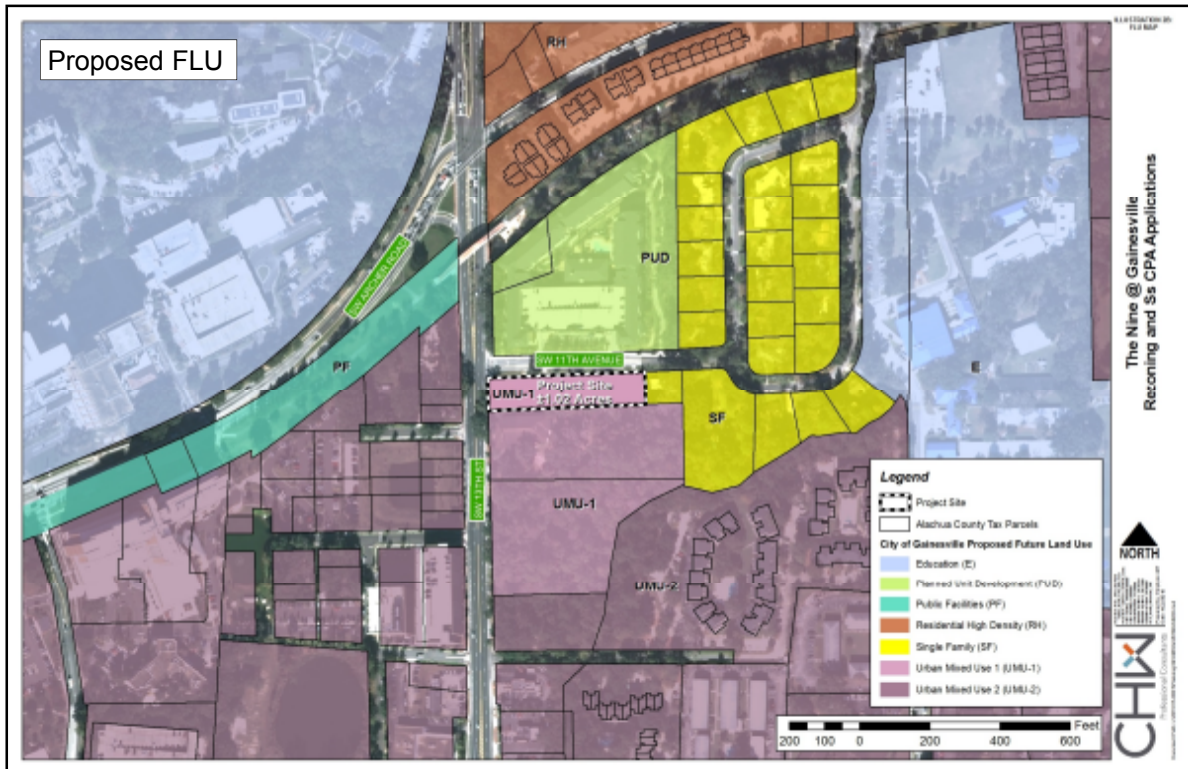 Proposed FLU
ILLUSTRATION 2B:
FLU MAP
RH
SW ARCHER ROAD
PUD
PF
SW 11TH AVENUE
UMU-1
Project Site
±1.02 Acres
E
SF
SW 13TH ST
UMU-1
UMU-2
The Nine @ Gainesville
Rezoning and Ss CPA Applications
Legend
Project Site
Alachua County Tax Parcels
City of Gainesville Proposed Future Land Use
Education (E)
Planned Unit Development (PUD)
Public Facilities (PF)
Residential High Density (RH)
Single Family (SF)
Urban Mixed Use 1 (UMU-1)
Urban Mixed Use 2 (UMU-2)
NORTH
CHW
Professional Consultants
Feet
200 100 0 200 400 600